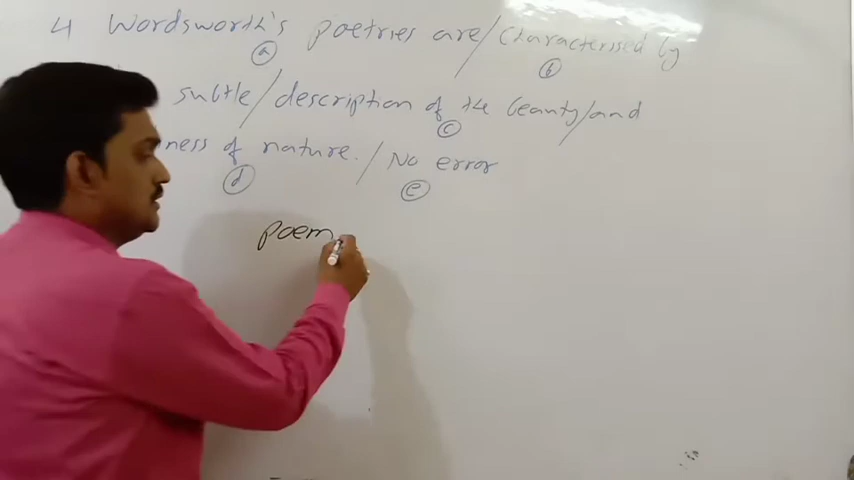 4 Wordsworth's poetries are/characterised by
a b
subtle/description of the beauty/and
c
ness of nature./No error
d e
poem